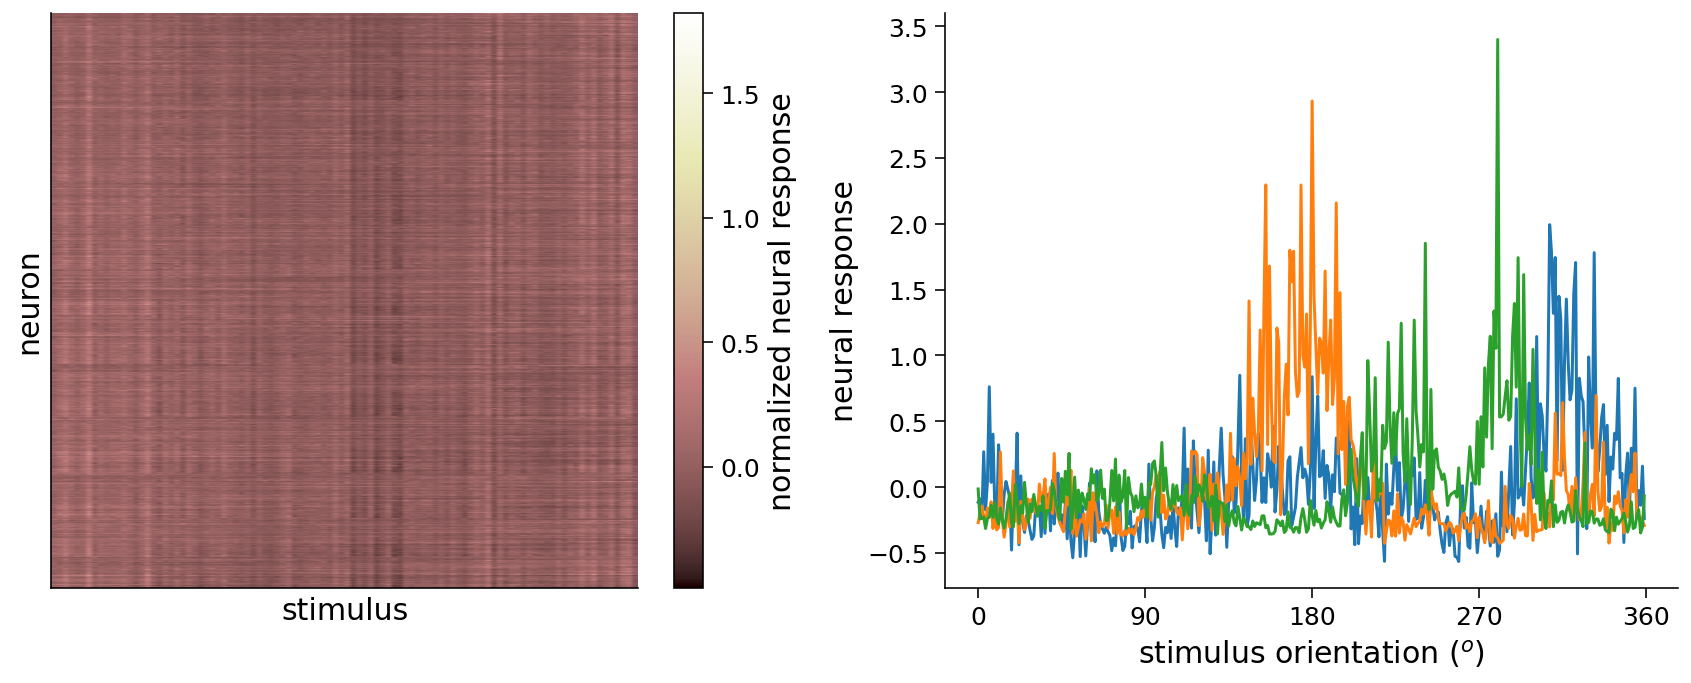 neuron
stimulus
1.5
1.0
0.5
0.0
normalized neural response
neural response
3.5
3.0
2.5
2.0
1.5
1.0
0.5
0.0
−0.5
0 90 180 270 360
stimulus orientation (o)